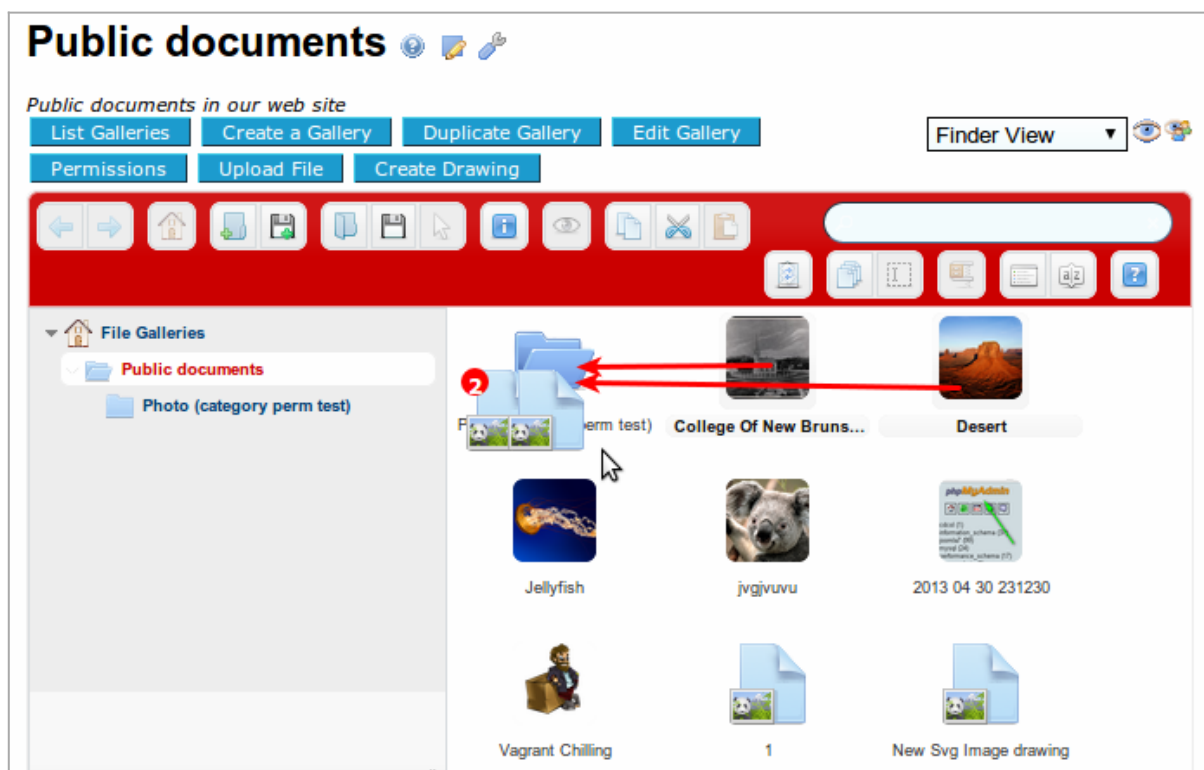 Public documents
Public documents in our web site
List Galleries Create a Gallery Duplicate Gallery Edit Gallery
Finder View
Permissions Upload File Create Drawing
File Galleries
Public documents
Photo (category perm test)
2
P erm test) College Of New Bruns... Desert
phpMyAdmin
Jellyfish jvgjvuvu 2013 04 30 231230
Vagrant Chilling 1 New Svg Image drawing